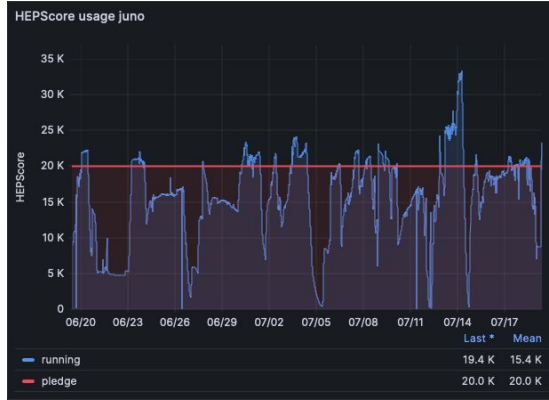 HEPScore usage juno
35 K
30 K
25 K
20 K
15 K
10 K
5 K
0
HEPScore
06/20 06/23 06/26 06/29 07/02 07/05 07/08 07/11 07/14 07/17
Last * Mean
running 19.4 K 15.4 K
pledge 20.0 K 20.0 K